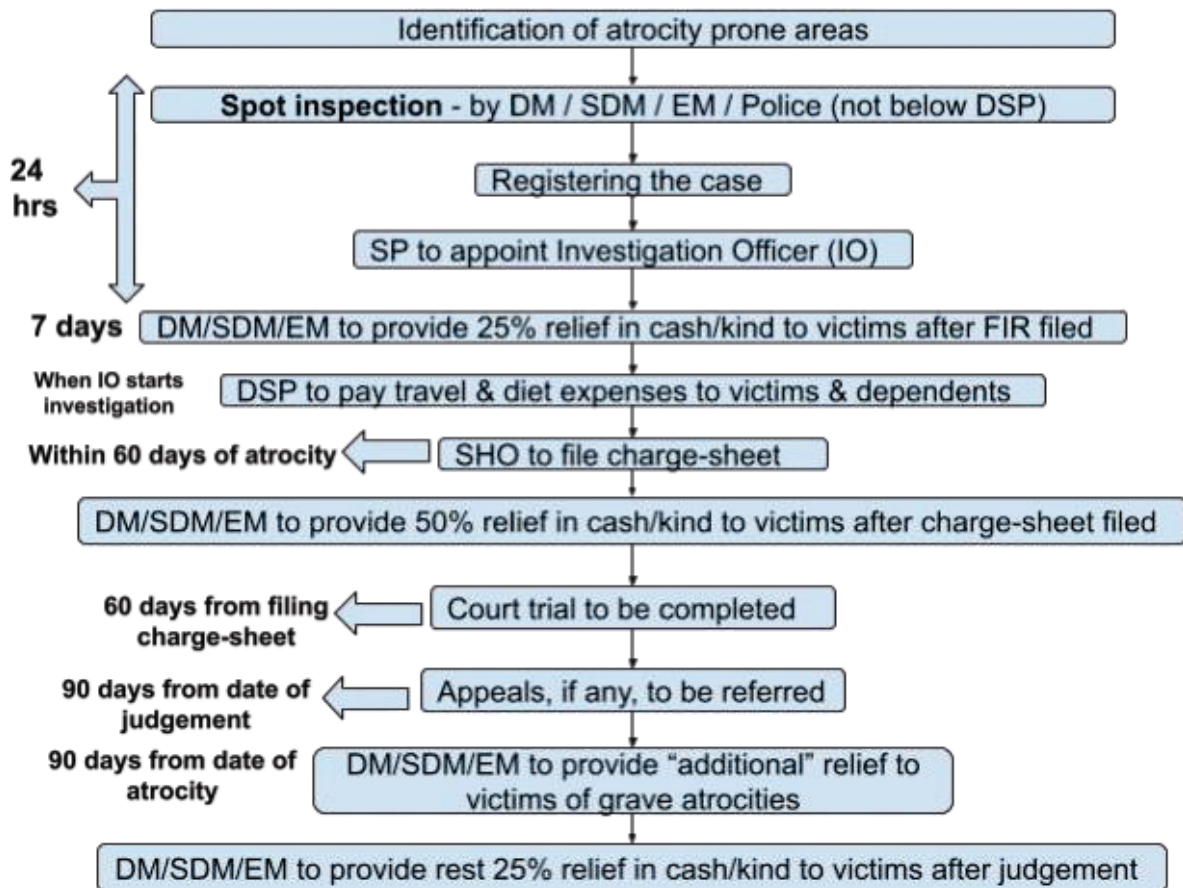 Identification of atrocity prone areas
Spot inspection - by DM / SDM / EM / Police (not below DSP)
24
hrs
Registering the case
SP to appoint Investigation Officer (IO)
7 days
DM/SDM/EM to provide 25% relief in cash/kind to victims after FIR filed
When IO starts
investigation
DSP to pay travel & diet expenses to victims & dependents
Within 60 days of atrocity
SHO to file charge-sheet
DM/SDM/EM to provide 50% relief in cash/kind to victims after charge-sheet filed
60 days from filing
charge-sheet
Court trial to be completed
90 days from date of
judgement
Appeals, if any, to be referred
90 days from date of
atrocity
DM/SDM/EM to provide “additional” relief to
victims of grave atrocities
DM/SDM/EM to provide rest 25% relief in cash/kind to victims after judgement